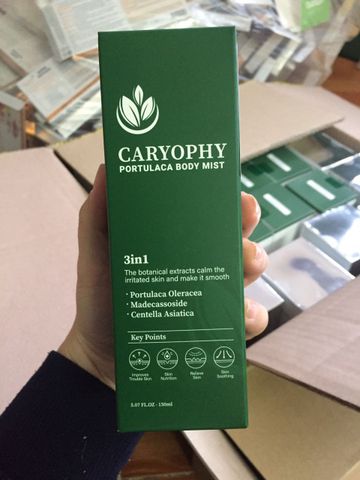 CARYOPHY
PORTULACA BODY MIST
3in1
The botanical extracts calm the
irritated skin and make it smooth
· Portulaca Oleracea
· Madecassoside
· Centella Asiatica
Key Points
Improves
Trouble Skin
Skin
Nutrition
Relieve
Skin
Skin
Soothing
5.07 FL.OZ - 150ml